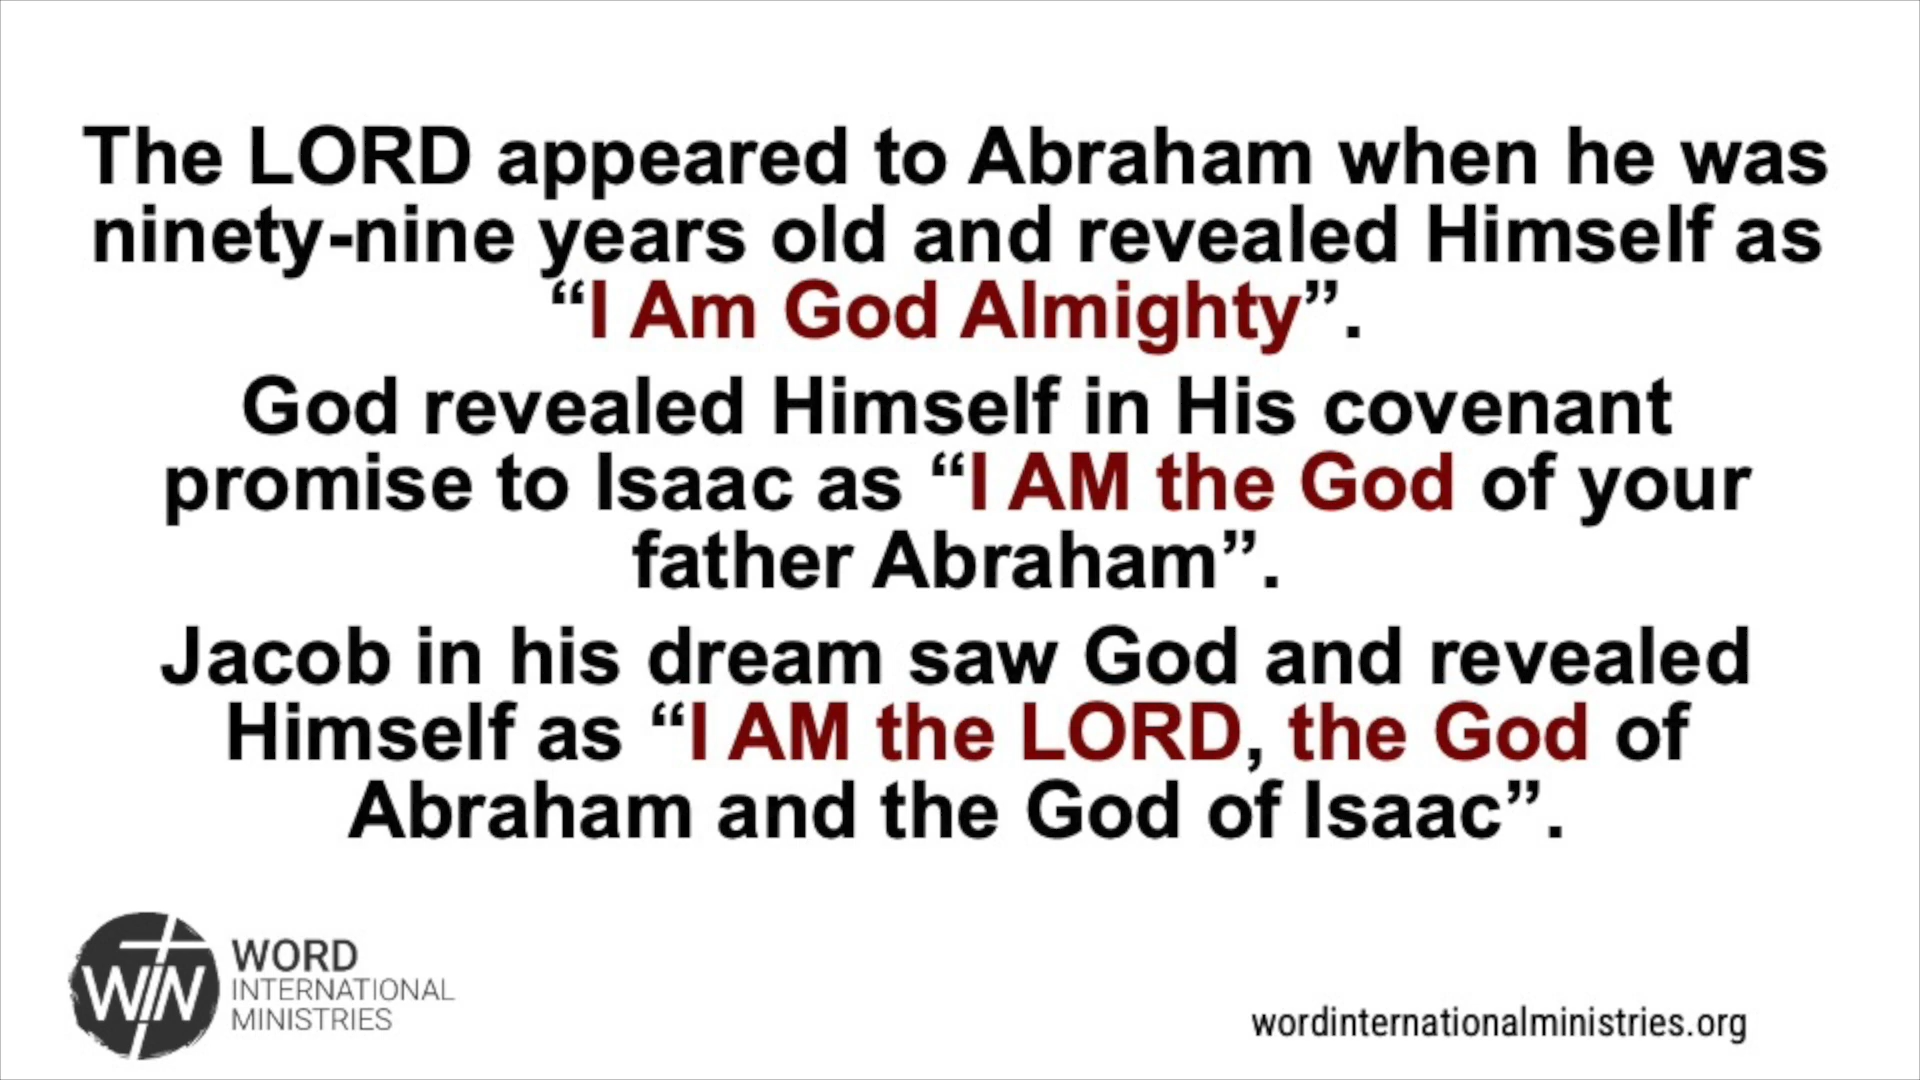 The LORD appeared to Abraham when he was
ninety-nine years old and revealed Himself as
“I Am God Almighty”.
God revealed Himself in His covenant
promise to Isaac as “I AM the God of your
father Abraham”.
Jacob in his dream saw God and revealed
Himself as “I AM the LORD, the God of
Abraham and the God of Isaac”.
WIN
WORD
INTERNATIONAL
MINISTRIES
wordinternationalministries.org